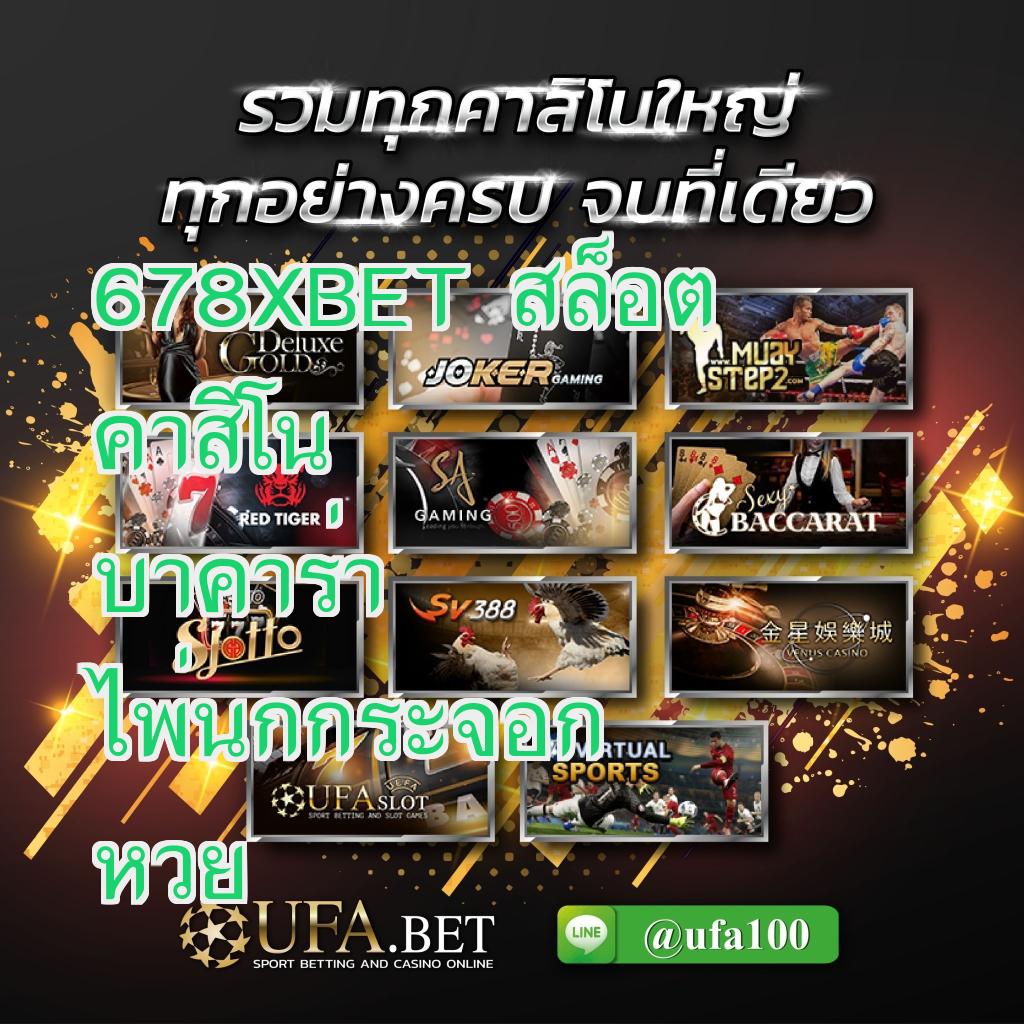 รวมทุกคาสิโนใหญ่
ทุกอย่างครบ จบที่เดียว
678XBET สล็อต
Deluxe
GOLD
JOKER GAMING
WWW.MUAY
STEP2.COM
คาสิโน
7
RED TIGER
SA
GAMING
Sexy
BACCARAT
บาคาร่า
Slotto
SV388
金星娛樂城
VENUS CASINO
ไพ่นกกระจอก
UFA SLOT
SPORT BETTING AND SLOT GAMES
VIRTUAL
SPORTS
หวย
UFA.BET
SPORT BETTING AND CASINO ONLINE
LINE
@ufa100